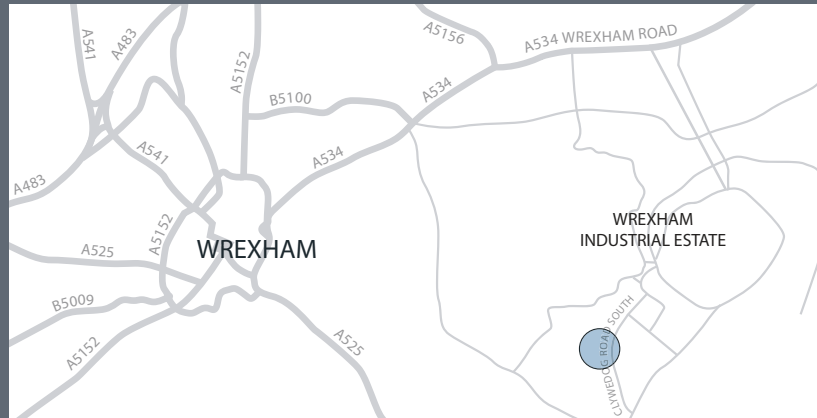 A541
A483
A5152
A5156
A534 WREXHAM ROAD
B5100
A534
A541
A534
A483
A5152
WREXHAM
INDUSTRIAL ESTATE
WREXHAM
A525
B5009
CLYWEDOG ROAD SOUTH
A5152
A525